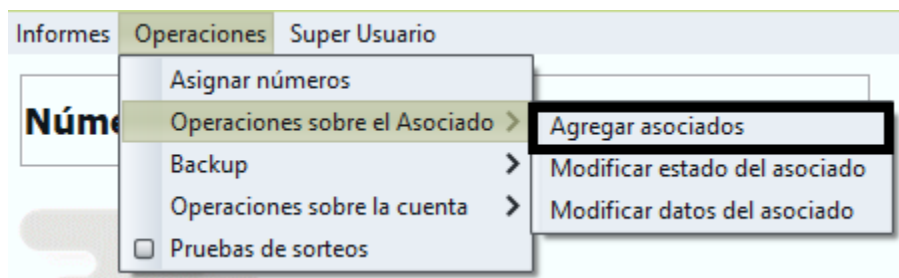 Informes Operaciones Super Usuario
Asignar números
Núme
Operaciones sobre el Asociado
Agregar asociados
Backup
Modificar estado del asociado
Operaciones sobre la cuenta
Modificar datos del asociado
Pruebas de sorteos